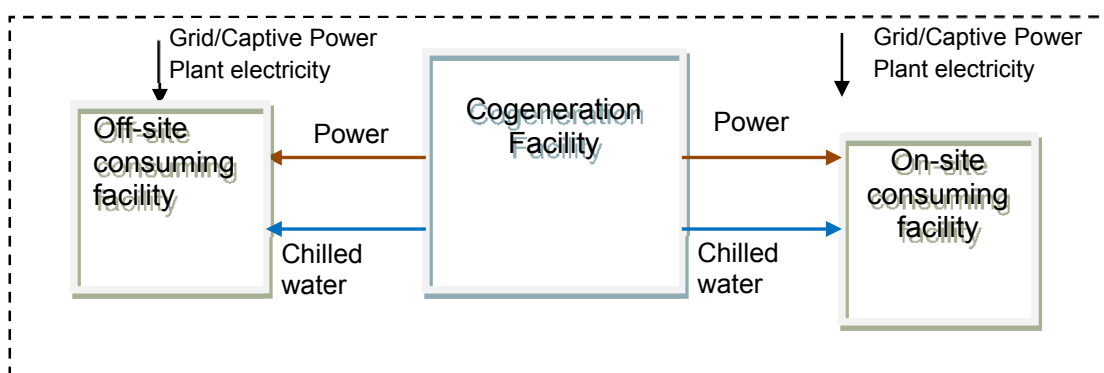 Grid/Captive Power
Plant electricity
Grid/Captive Power
Plant electricity
Off-site
consuming
facility
Power
Cogeneration
Facility
Power
On-site
consuming
facility
Chilled
water
Chilled
water